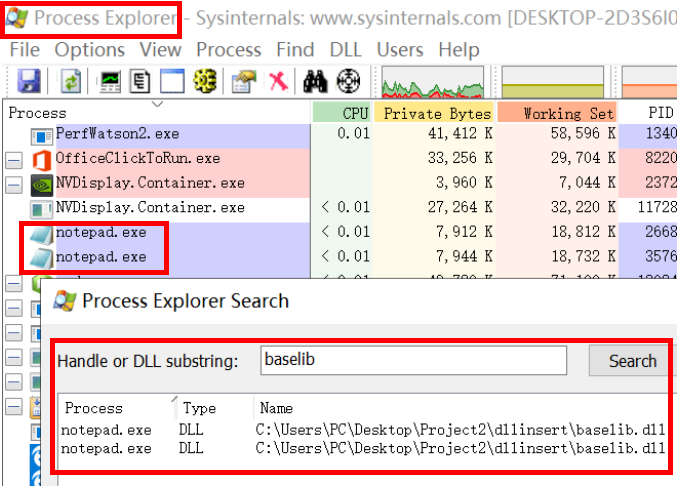 Process Explorer - Sysinternals: www.sysinternals.com [DESKTOP-2D3S6I0
File Options View Process Find DLL Users Help
Process CPU Private Bytes Working Set PID
PerfWatson2.exe 0.01 41,412 K 58,596 K 1340
OfficeClickToRun.exe 33,256 K 29,704 K 8220
NVDisplay.Container.exe 3,960 K 7,044 K 2372
NVDisplay.Container.exe < 0.01 27,264 K 32,220 K 11728
notepad.exe < 0.01 7,912 K 18,812 K 2668
notepad.exe < 0.01 7,944 K 18,732 K 3576
Process Explorer Search
Handle or DLL substring: baselib Search
Process Type Name
notepad.exe DLL C:\Users\PC\Desktop\Project2\dllinsert\baselib.dll
notepad.exe DLL C:\Users\PC\Desktop\Project2\dllinsert\baselib.dll